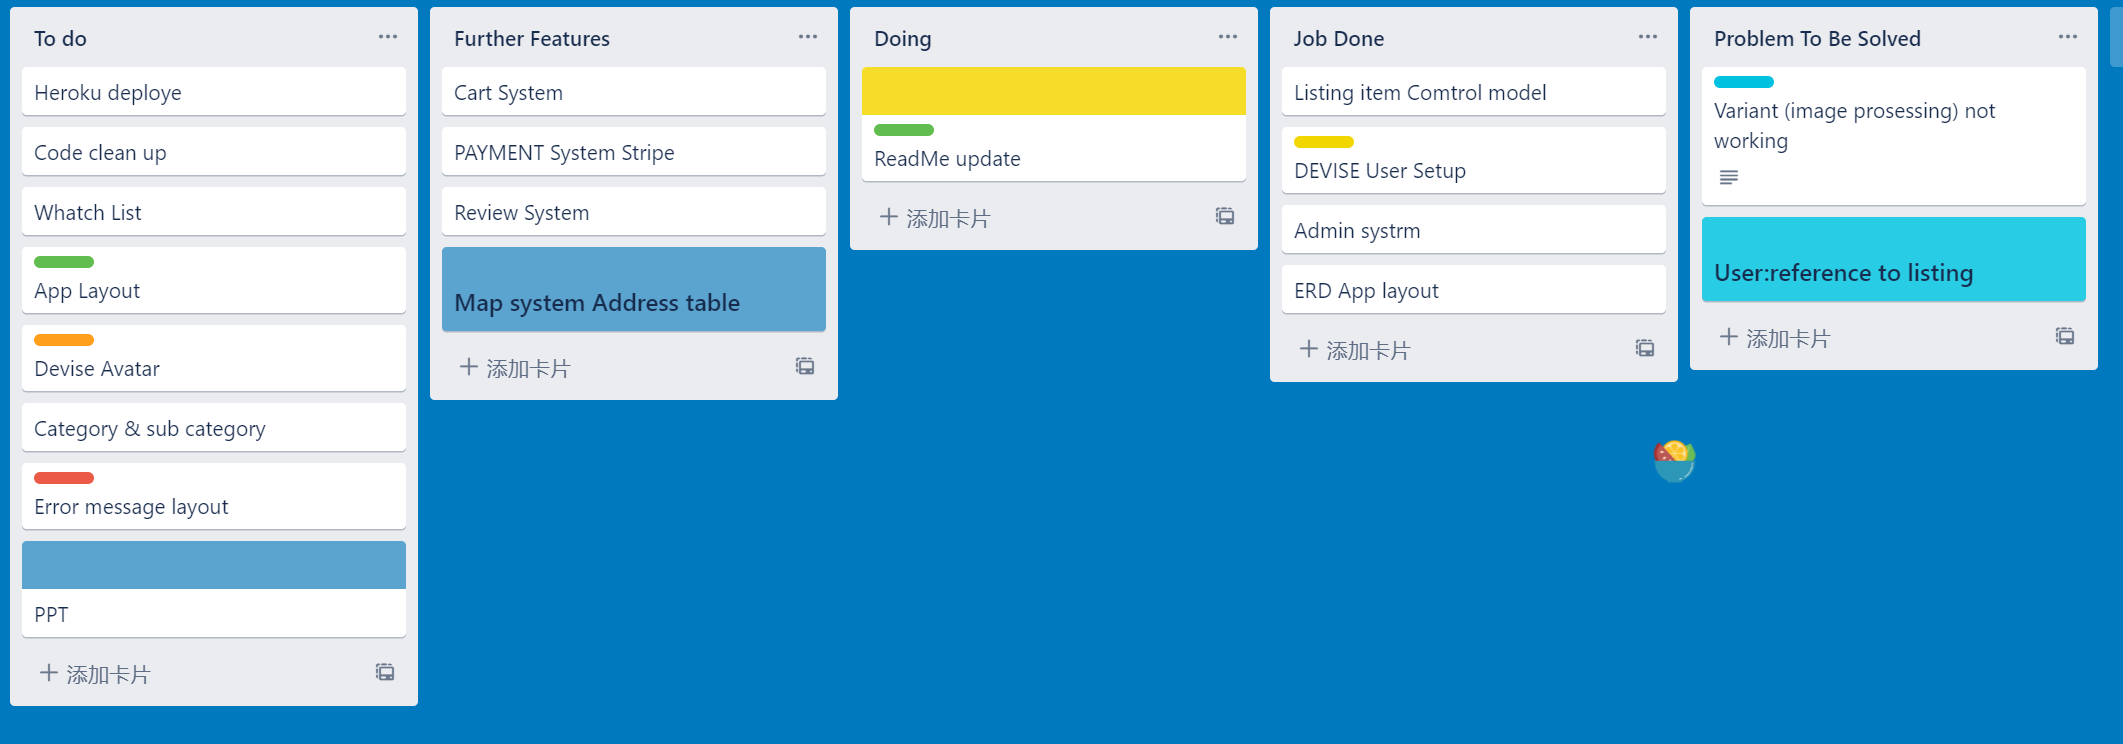 To do
Heroku deploye
Code clean up
Whatch List
App Layout
Devise Avatar
Category & sub category
Error message layout
PPT
添加卡片
Further Features
Cart System
PAYMENT System Stripe
Review System
Map system Address table
添加卡片
Doing
ReadMe update
添加卡片
Job Done
Listing item Comtrol model
DEVISE User Setup
Admin systrm
ERD App layout
添加卡片
Problem To Be Solved
Variant (image prosessing) not
working
User:reference to listing
添加卡片